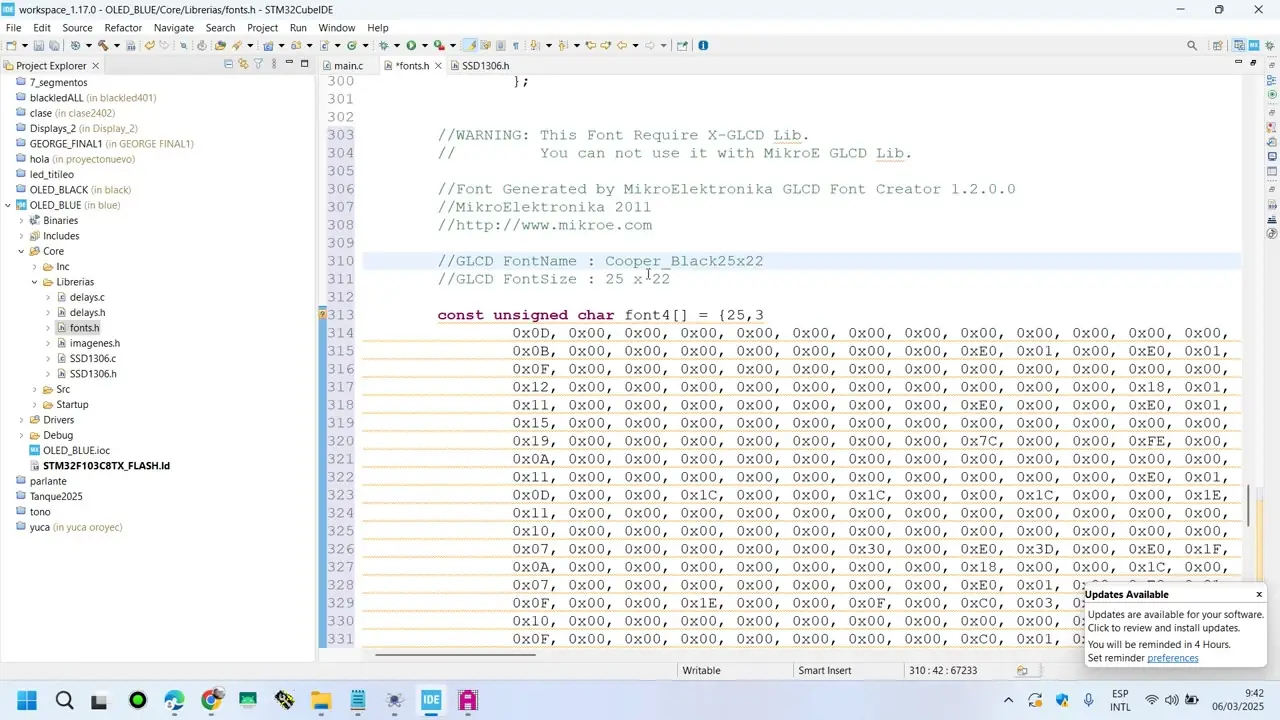 workspace_1.17.0 - OLED_BLUE/Core/Librerias/fonts.h - STM32CubeIDE
File Edit Source Refactor Navigate Search Project Run Window Help
Project Explorer
main.c *fonts.h SSD1306.h
7_segmentos
blackledALL (in blackled401)
clase (in clase2402)
Displays_2 (in Display_2)
GEORGE_FINAL1 (in GEORGE FINAL1)
hola (in proyectonuevo)
led_titileo
OLED_BLACK (in black)
OLED_BLUE (in blue)
Binaries
Includes
Core
Inc
Librerias
delays.c
delays.h
fonts.h
imagenes.h
SSD1306.c
SSD1306.h
Src
Startup
Drivers
Debug
OLED_BLUE.ioc
STM32F103C8TX_FLASH.ld
parlante
Tanque2025
tono
yuca (in yuca oroyec)
300 };
301
302
303 //WARNING: This Font Require X-GLCD Lib.
304 // You can not use it with MikroE GLCD Lib.
305
306 //Font Generated by MikroElektronika GLCD Font Creator 1.2.0.0
307 //MikroElektronika 2011
308 //http://www.mikroe.com
309
310 //GLCD FontName : Cooper_Black25x22
311 //GLCD FontSize : 25 x 22
312
313 const unsigned char font4[] = {25,3
314 0x0D, 0x00, 0x00, 0x00, 0x00, 0x00, 0x00, 0x00, 0x00, 0x00, 0x00, 0x00, 0x00,
315 0x0B, 0x00, 0x00, 0x00, 0x00, 0x00, 0x00, 0x00, 0xE0, 0x01, 0x00, 0xE0, 0x01,
316 0x0F, 0x00, 0x00, 0x00, 0x00, 0x00, 0x00, 0x00, 0x00, 0x00, 0x00, 0x00, 0x00,
317 0x12, 0x00, 0x00, 0x00, 0x00, 0x00, 0x00, 0x00, 0x00, 0x00, 0x00, 0x18, 0x01,
318 0x11, 0x00, 0x00, 0x00, 0x00, 0x00, 0x00, 0x00, 0xE0, 0x00, 0x00, 0xE0, 0x01,
319 0x15, 0x00, 0x00, 0x00, 0x00, 0x00, 0x00, 0x00, 0x00, 0x00, 0x00, 0x00, 0x00,
320 0x19, 0x00, 0x00, 0x00, 0x00, 0x00, 0x00, 0x00, 0x7C, 0x00, 0x00, 0xFE, 0x00,
321 0x0A, 0x00, 0x00, 0x00, 0x00, 0x00, 0x00, 0x00, 0x00, 0x00, 0x00, 0x00, 0x00,
322 0x11, 0x00, 0x00, 0x00, 0x00, 0x00, 0x00, 0x00, 0x00, 0x00, 0x00, 0xE0, 0x01,
323 0x0D, 0x00, 0x00, 0x1C, 0x00, 0x00, 0x1C, 0x00, 0x00, 0x1C, 0x00, 0x00, 0x1E,
324 0x11, 0x00, 0x00, 0x00, 0x00, 0x00, 0x00, 0x00, 0x00, 0x00, 0x00, 0x00, 0x00,
325 0x10, 0x00, 0x00, 0x00, 0x00, 0x00, 0x00, 0x00, 0x00, 0x00, 0x00, 0x00, 0x00,
326 0x07, 0x00, 0x00, 0x00, 0x00, 0x00, 0x30, 0x00, 0xE0, 0x3D, 0x00, 0xE0, 0x1F,
327 0x0A, 0x00, 0x00, 0x00, 0x00, 0x00, 0x00, 0x00, 0x18, 0x00, 0x00, 0x1C, 0x00,
328 0x07, 0x00, 0x00, 0x00, 0x00, 0x00, 0x00, 0x00, 0xE0, 0x01,
329 0x0F, 0x00, 0x00, 0x1E, 0x00, 0x00, 0x0F, 0x00, 0xC0, 0x03,
330 0x10, 0x00, 0x00, 0x00, 0x00, 0x00, 0x00, 0x00, 0x00, 0x00,
331 0x0F, 0x00, 0x00, 0x00, 0x00, 0x00, 0x00, 0x00, 0xC0, 0x01,
Updates Available
Updates are available for your software.
Click to review and install updates.
You will be reminded in 4 Hours.
Set reminder preferences
Writable Smart Insert 310 : 42 : 67233
ESP
INTL
9:42
06/03/2025